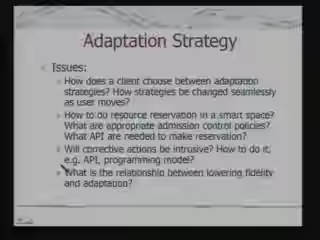 Adaptation Strategy
Issues:
How does a client choose between adaptation
strategies? How strategies be changed seamlessly
as user moves?
How to do resource reservation in a smart space?
What are appropriate admission control policies?
What API are needed to make reservation?
Will corrective actions be intrusive? How to do it,
e.g. API, programming model?
What is the relationship between lowering fidelity
and adaptation?